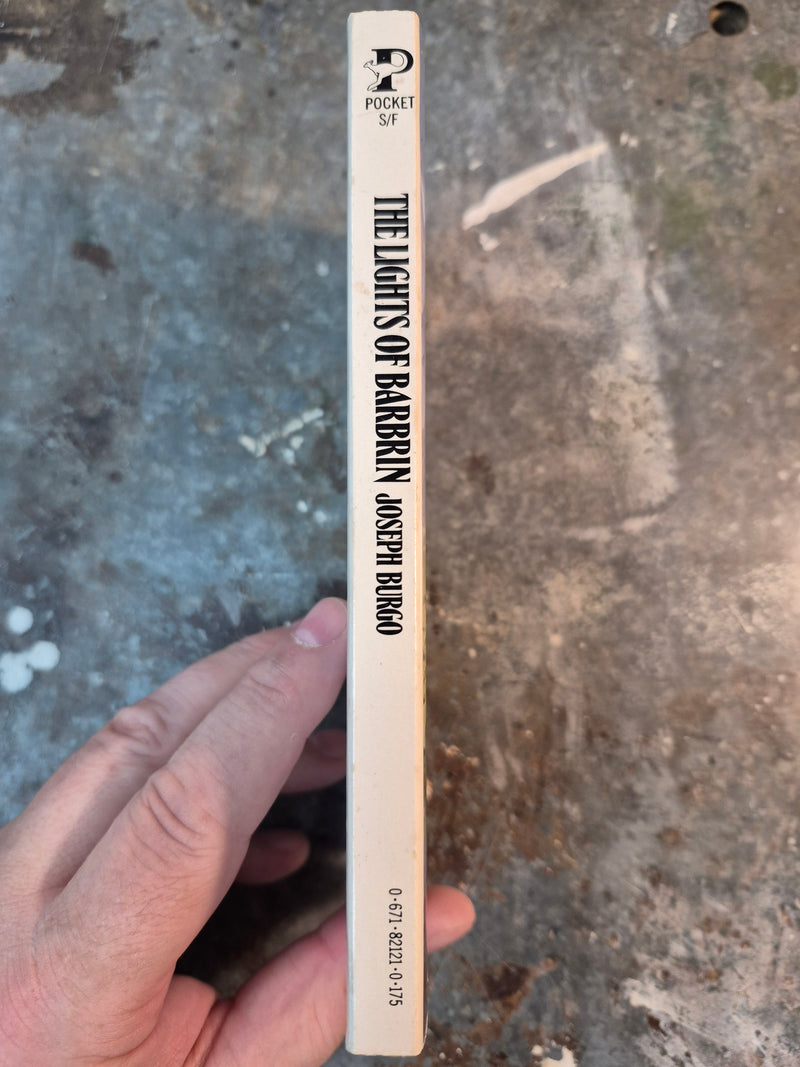 P
POCKET
S/F
THE LIGHTS OF BARBRIN JOSEPH BURGO
0·671·82121·0·175